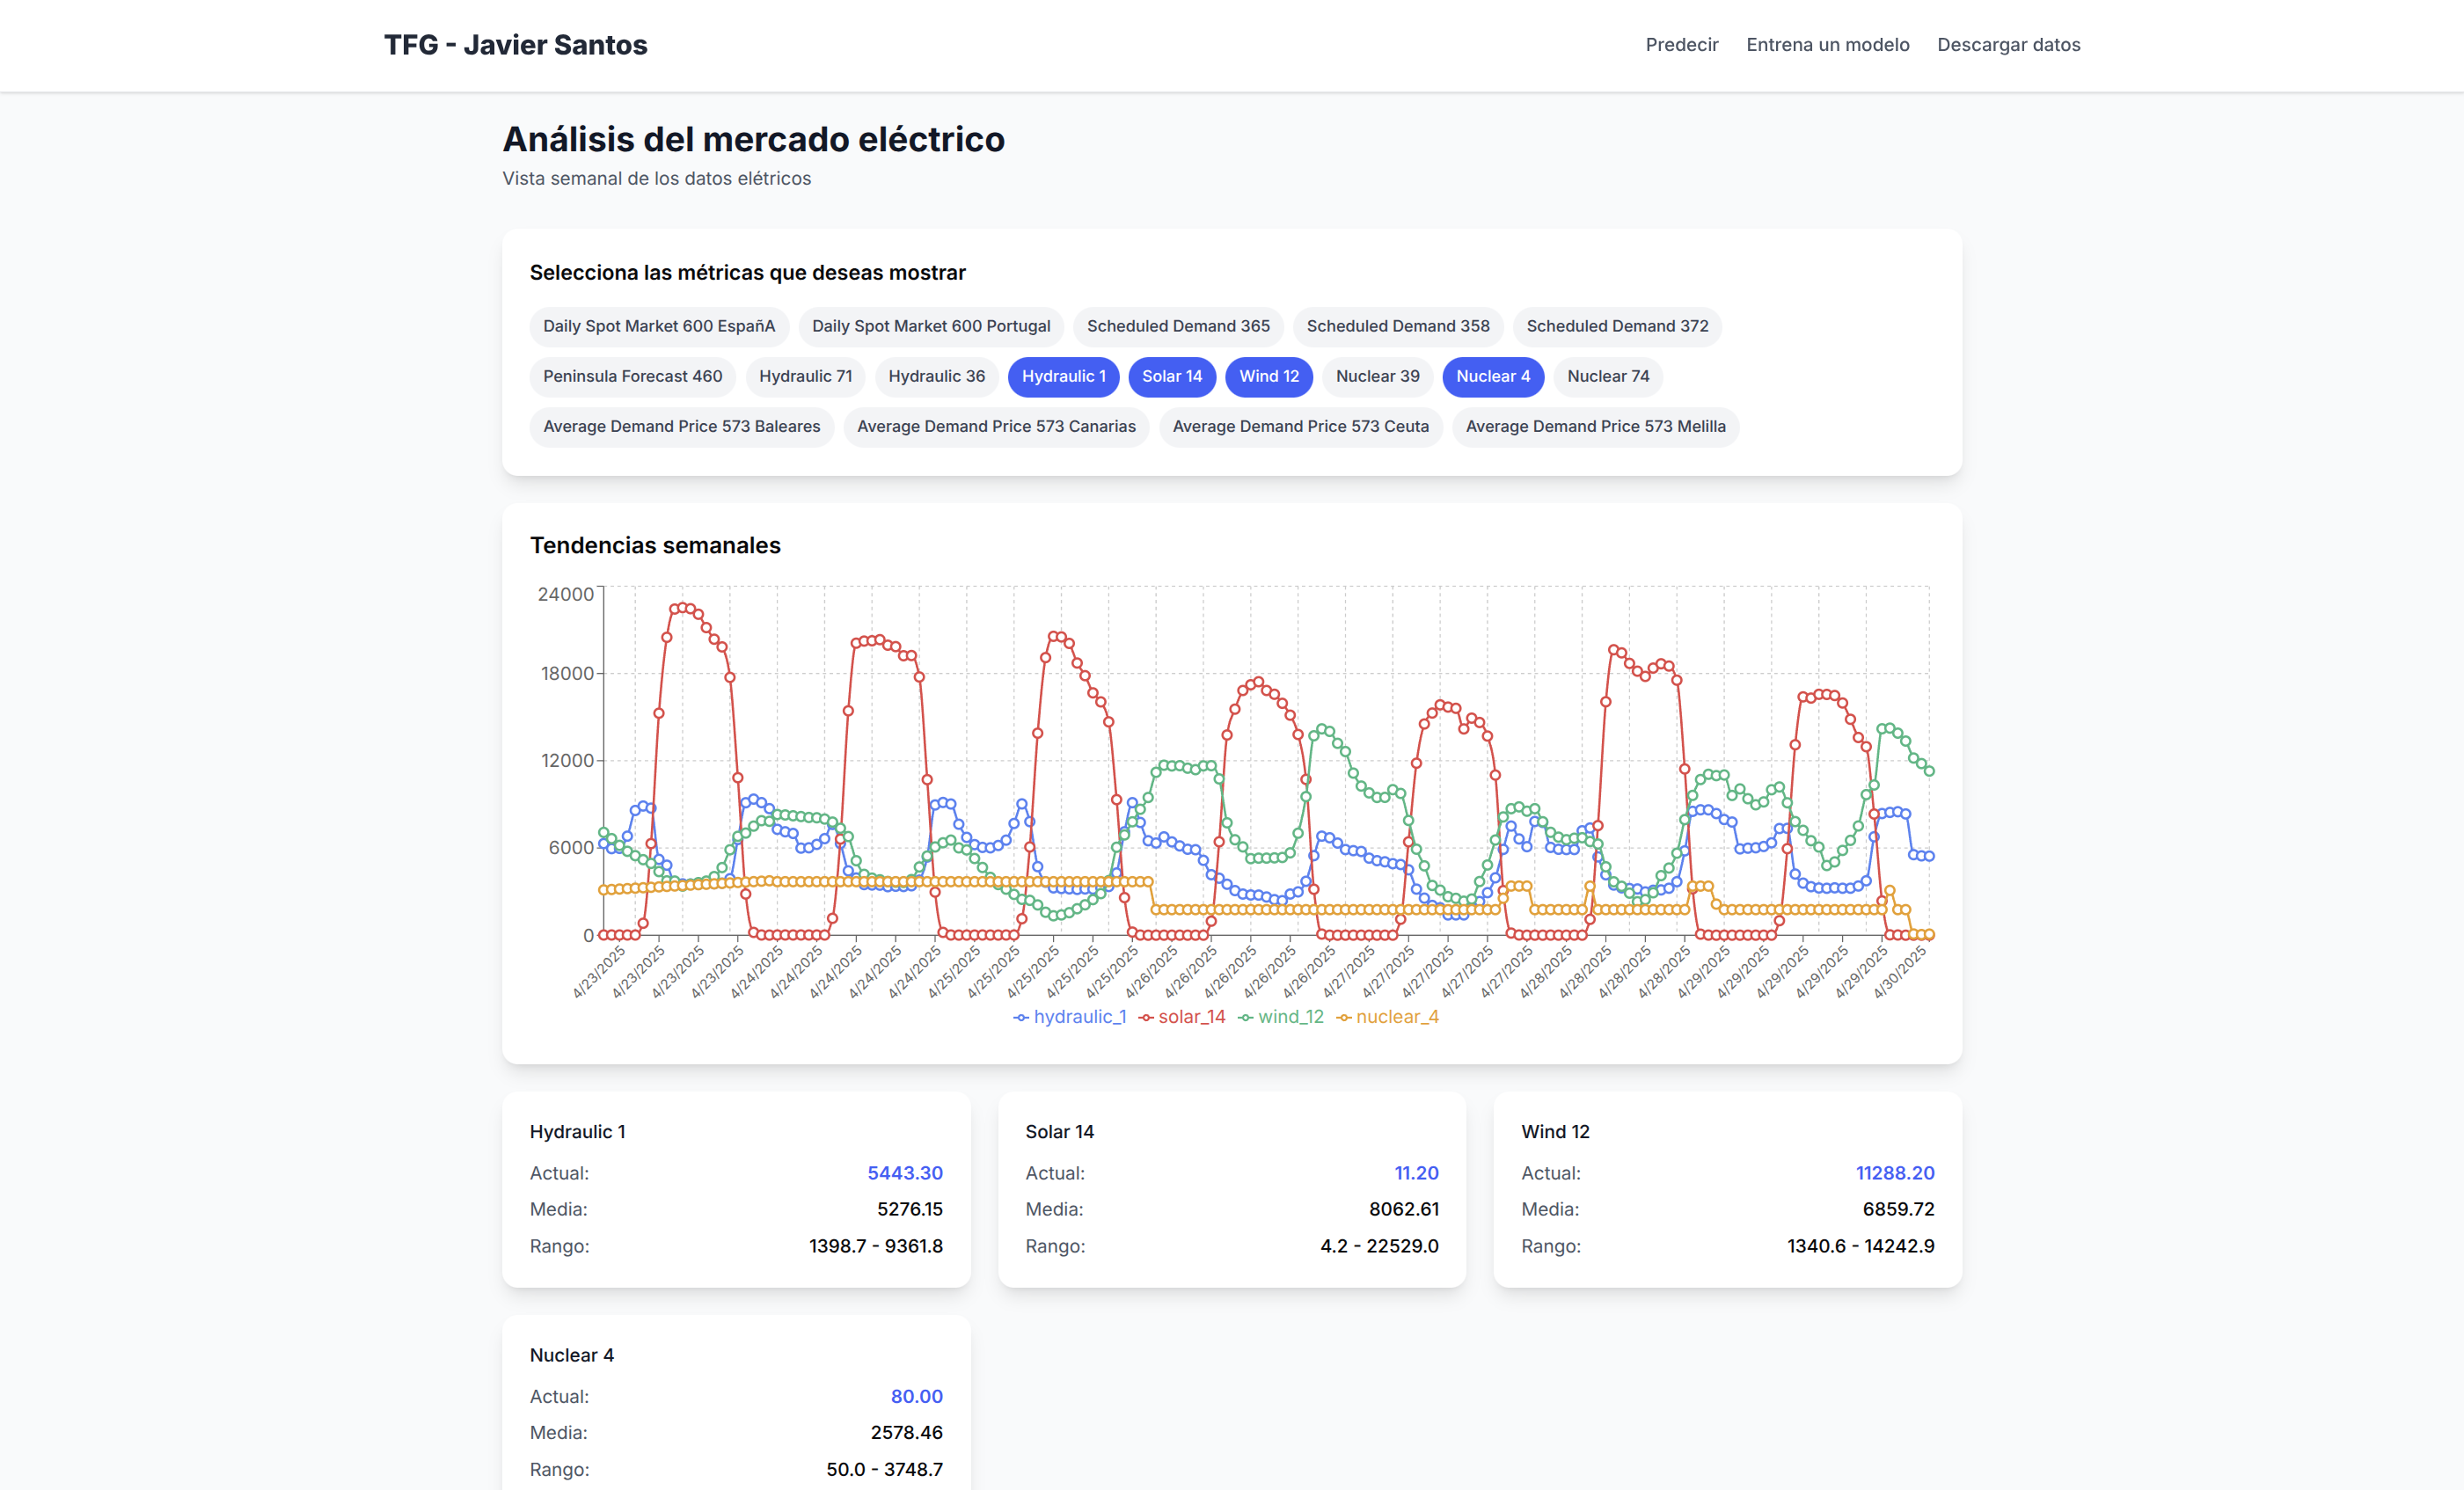 TFG - Javier Santos
Predecir Entrena un modelo Descargar datos
Análisis del mercado eléctrico
Vista semanal de los datos elétricos
Selecciona las métricas que deseas mostrar
Daily Spot Market 600 EspañA Daily Spot Market 600 Portugal Scheduled Demand 365 Scheduled Demand 358 Scheduled Demand 372
Peninsula Forecast 460 Hydraulic 71 Hydraulic 36 Hydraulic 1 Solar 14 Wind 12 Nuclear 39 Nuclear 4 Nuclear 74
Average Demand Price 573 Baleares Average Demand Price 573 Canarias Average Demand Price 573 Ceuta Average Demand Price 573 Melilla
Tendencias semanales
24000
18000
12000
6000
0
4/23/2025 4/23/2025 4/23/2025 4/23/2025 4/24/2025 4/24/2025 4/24/2025 4/24/2025 4/24/2025 4/25/2025 4/25/2025 4/25/2025 4/25/2025 4/25/2025 4/26/2025 4/26/2025 4/26/2025 4/26/2025 4/26/2025 4/27/2025 4/27/2025 4/27/2025 4/27/2025 4/27/2025 4/28/2025 4/28/2025 4/28/2025 4/28/2025 4/29/2025 4/29/2025 4/29/2025 4/29/2025 4/29/2025 4/30/2025
hydraulic_1 solar_14 wind_12 nuclear_4
Hydraulic 1
Actual: 5443.30
Media: 5276.15
Rango: 1398.7 - 9361.8
Solar 14
Actual: 11.20
Media: 8062.61
Rango: 4.2 - 22529.0
Wind 12
Actual: 11288.20
Media: 6859.72
Rango: 1340.6 - 14242.9
Nuclear 4
Actual: 80.00
Media: 2578.46
Rango: 50.0 - 3748.7